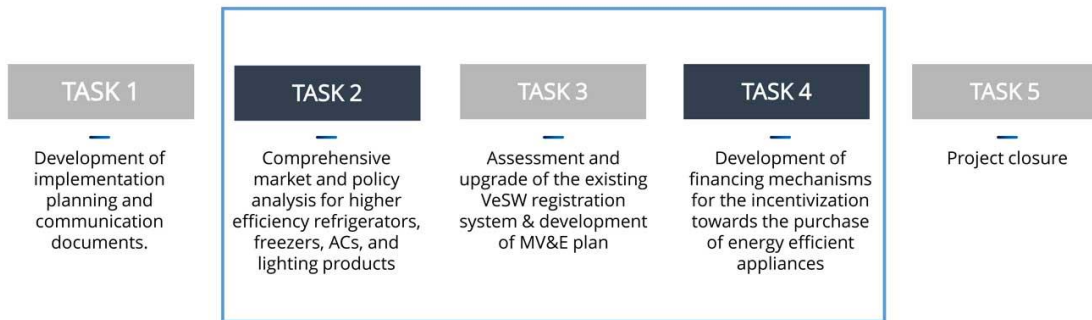 TASK 1
Development of
implementation
planning and
communication
documents.
TASK 2
Comprehensive
market and policy
analysis for higher
efficiency refrigerators,
freezers, ACs, and
lighting products
TASK 3
Assessment and
upgrade of the existing
VeSW registration
system & development
of MV&E plan
TASK 4
Development of
financing mechanisms
for the incentivization
towards the purchase
of energy efficient
appliances
TASK 5
Project closure